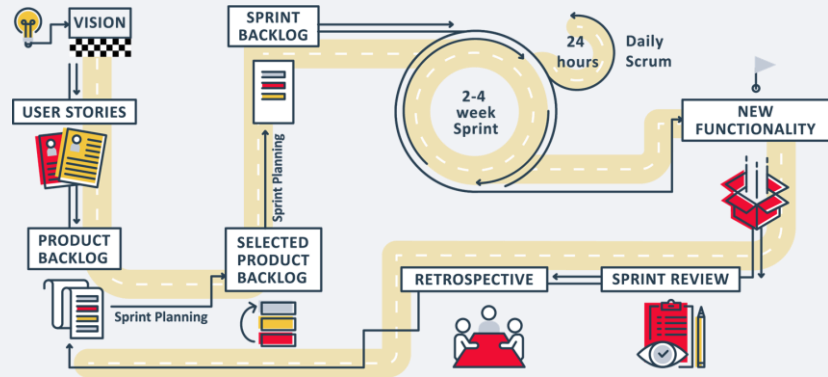 VISION
USER STORIES
PRODUCT
BACKLOG
Sprint Planning
SELECTED
PRODUCT
BACKLOG
Sprint Planning
SPRINT
BACKLOG
2-4
week
Sprint
24
hours
Daily
Scrum
NEW
FUNCTIONALITY
SPRINT REVIEW
RETROSPECTIVE